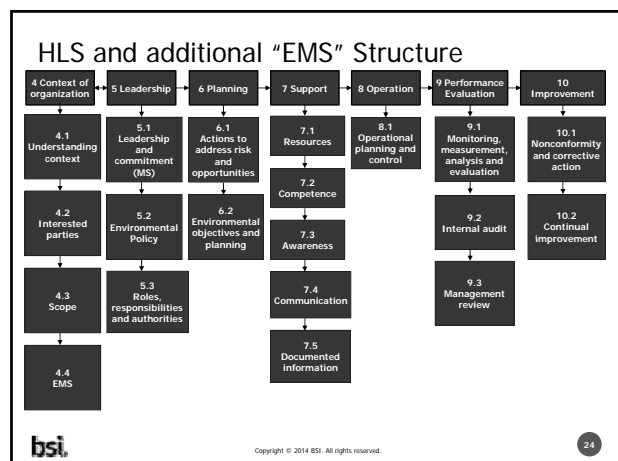 HLS and additional "EMS" Structure
4 Context of
organization
5 Leadership
6 Planning
7 Support
8 Operation
9 Performance
Evaluation
10
Improvement
4.1
Understanding
context
4.2
Interested
parties
4.3
Scope
4.4
EMS
5.1
Leadership
and
commitment
(MS)
5.2
Environmental
Policy
5.3
Roles,
responsibilities
and authorities
6.1
Actions to
address risk
and
opportunities
6.2
Environmental
objectives and
planning
7.1
Resources
7.2
Competence
7.3
Awareness
7.4
Communication
7.5
Documented
information
8.1
Operational
planning and
control
9.1
Monitoring,
measurement,
analysis and
evaluation
9.2
Internal audit
9.3
Management
review
10.1
Nonconformity
and corrective
action
10.2
Continual
improvement
bsi.
Copyright © 2014 BSI. All rights reserved.
24